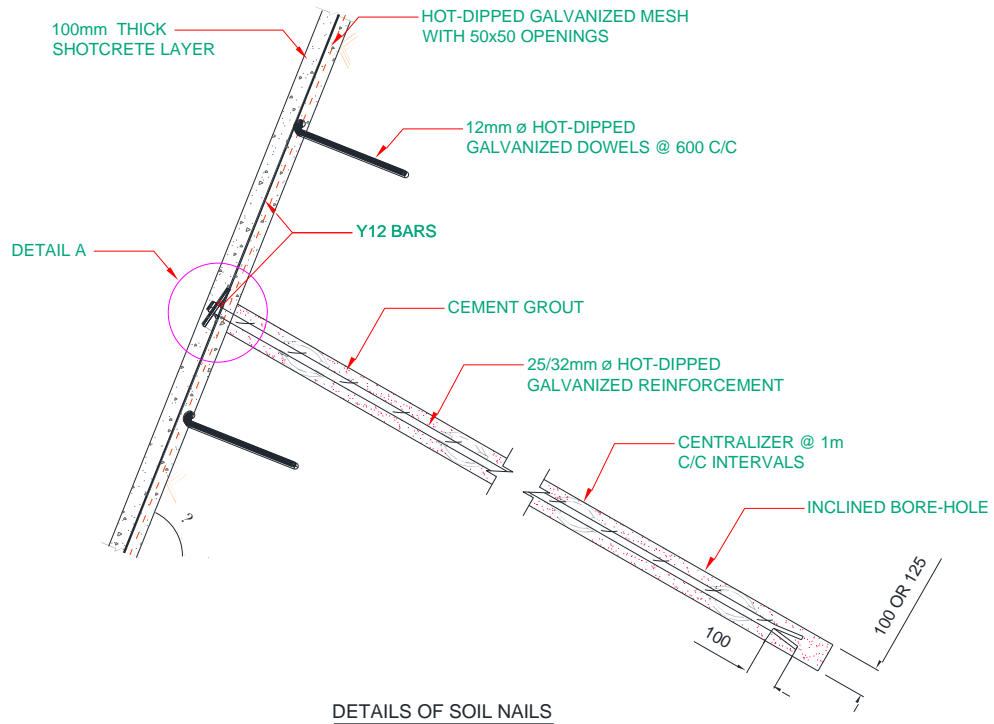 100mm THICK
SHOTCRETE LAYER
HOT-DIPPED GALVANIZED MESH
WITH 50x50 OPENINGS
12mm ø HOT-DIPPED
GALVANIZED DOWELS @ 600 C/C
Y12 BARS
DETAIL A
CEMENT GROUT
25/32mm ø HOT-DIPPED
GALVANIZED REINFORCEMENT
CENTRALIZER @ 1m
C/C INTERVALS
INCLINED BORE-HOLE
?
100 OR 125
100
DETAILS OF SOIL NAILS